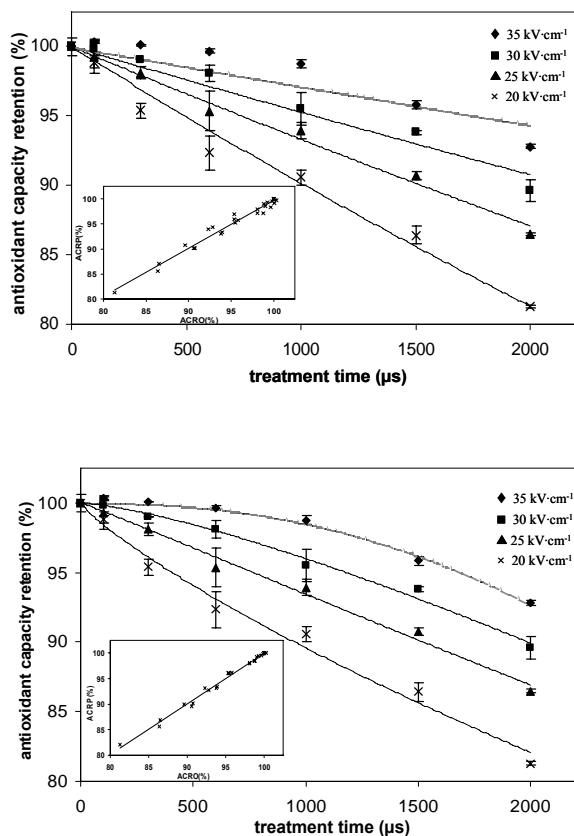 antioxidant capacity retention (%)
100
95
90
85
80
0
500
1000
1500
2000
treatment time (µs)
35 kV·cm⁻¹
30 kV·cm⁻¹
25 kV·cm⁻¹
20 kV·cm⁻¹
ACRP(%)
100
95
90
85
80
80
85
90
95
100
ACRO(%)
antioxidant capacity retention (%)
100
95
90
85
80
0
500
1000
1500
2000
treatment time (µs)
35 kV·cm⁻¹
30 kV·cm⁻¹
25 kV·cm⁻¹
20 kV·cm⁻¹
ACRP(%)
100
95
90
85
80
80
85
90
95
100
ACRO(%)